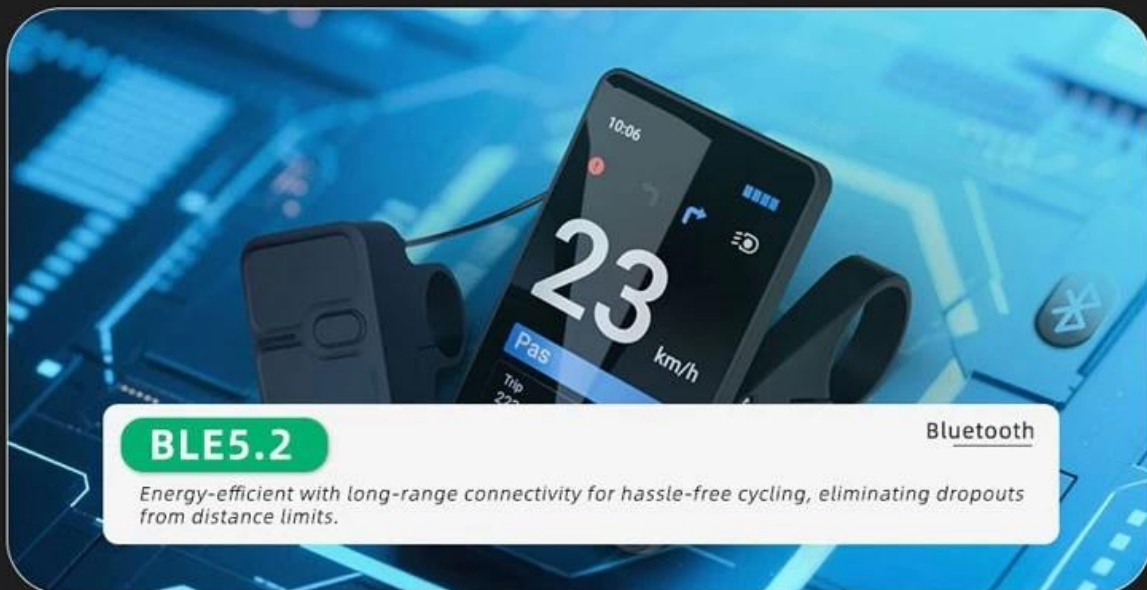 10:06
23
km/h
Pas
Trip
BLE5.2
Bluetooth
Energy-efficient with long-range connectivity for hassle-free cycling, eliminating dropouts
from distance limits.